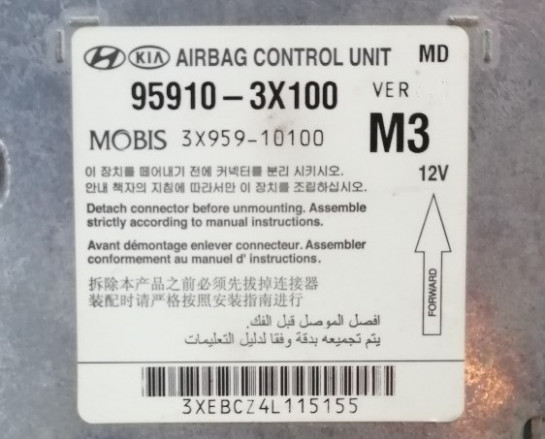 HYUNDAI KIA AIRBAG CONTROL UNIT MD
95910-3X100 VER
MOBIS 3X959-10100 M3
이 장치를 떼어내기 전에 커넥터를 분리 시키시오.
안내 책자의 지침에 따라서만 이 장치를 조립하십시오.
12V
Detach connector before unmounting. Assemble
strictly according to manual instructions.
Avant démontage enlever connecteur. Assembler
conformement au manuel d' instructions.
FORWARD
拆除本产品之前必须先拔掉连接器
装配时请严格按照安装指南进行
افصل الموصل قبل الفك.
يتم تجميعه بدقة وفقا لدليل التعليمات
3XEBCZ4L115155